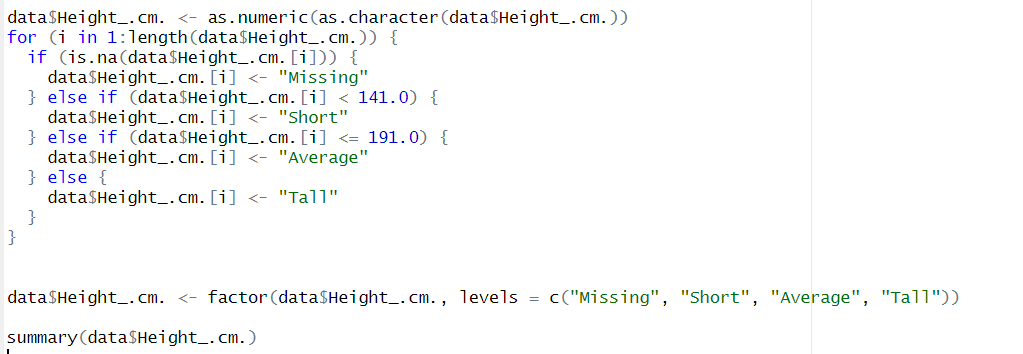 data$Height_.cm. <- as.numeric(as.character(data$Height_.cm.))
for (i in 1:length(data$Height_.cm.)) {
  if (is.na(data$Height_.cm.[i])) {
    data$Height_.cm.[i] <- "Missing"
  } else if (data$Height_.cm.[i] < 141.0) {
    data$Height_.cm.[i] <- "Short"
  } else if (data$Height_.cm.[i] <= 191.0) {
    data$Height_.cm.[i] <- "Average"
  } else {
    data$Height_.cm.[i] <- "Tall"
  }
}
data$Height_.cm. <- factor(data$Height_.cm., levels = c("Missing", "Short", "Average", "Tall"))
summary(data$Height_.cm.)